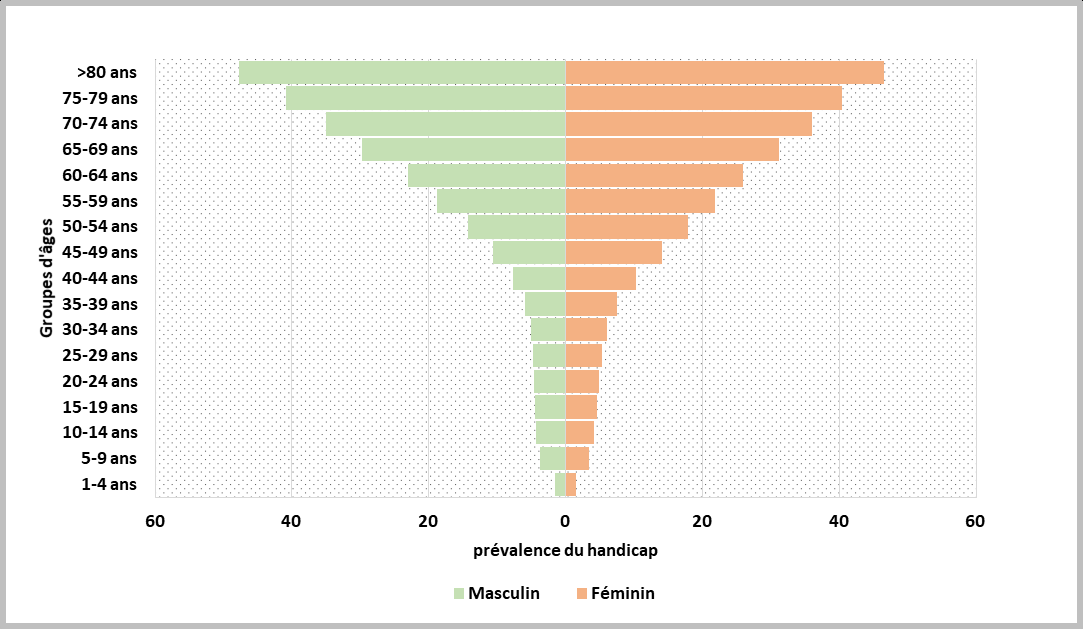 Groupes d'âges
>80 ans
75-79 ans
70-74 ans
65-69 ans
60-64 ans
55-59 ans
50-54 ans
45-49 ans
40-44 ans
35-39 ans
30-34 ans
25-29 ans
20-24 ans
15-19 ans
10-14 ans
5-9 ans
1-4 ans
60 40 20 0 20 40 60
prévalence du handicap
Masculin Féminin